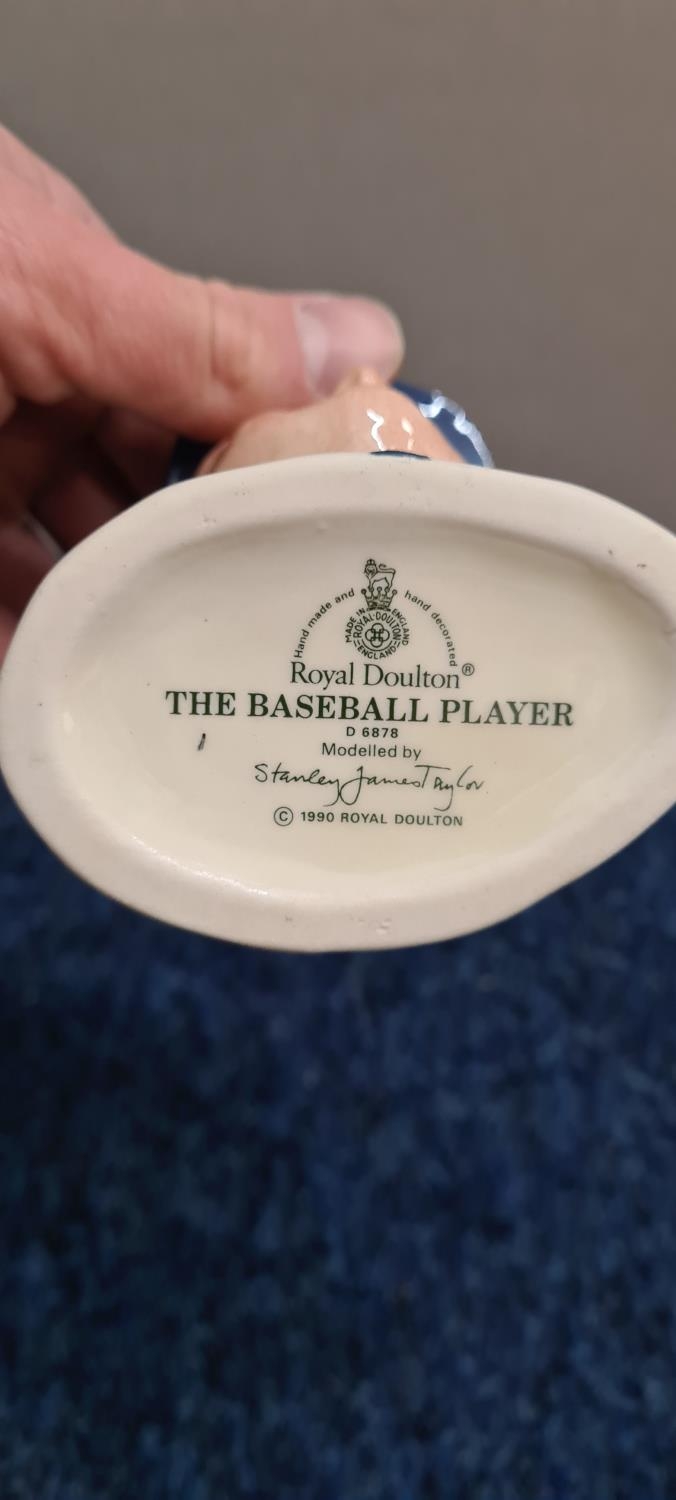 Hand made and hand decorated
MADE IN ENGLAND
ROYAL·DOULTON
ENGLAND
Royal Doulton®
THE BASEBALL PLAYER
D 6878
Modelled by
Stanley James Taylor
© 1990 ROYAL DOULTON